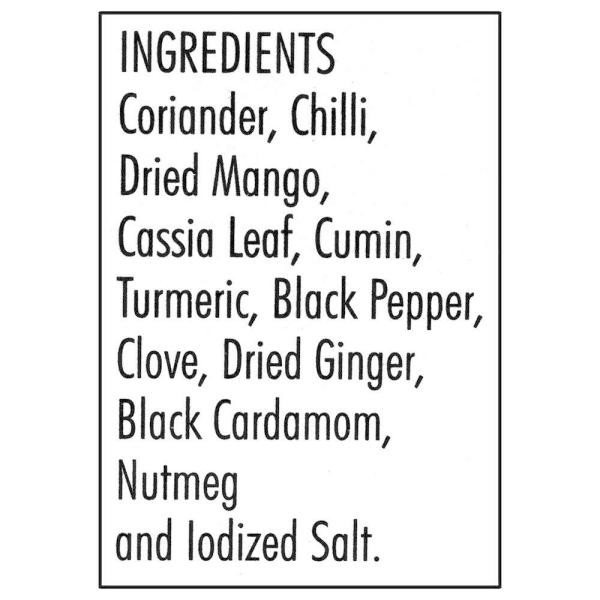 INGREDIENTS
Coriander, Chilli,
Dried Mango,
Cassia Leaf, Cumin,
Turmeric, Black Pepper,
Clove, Dried Ginger,
Black Cardamom,
Nutmeg
and Iodized Salt.